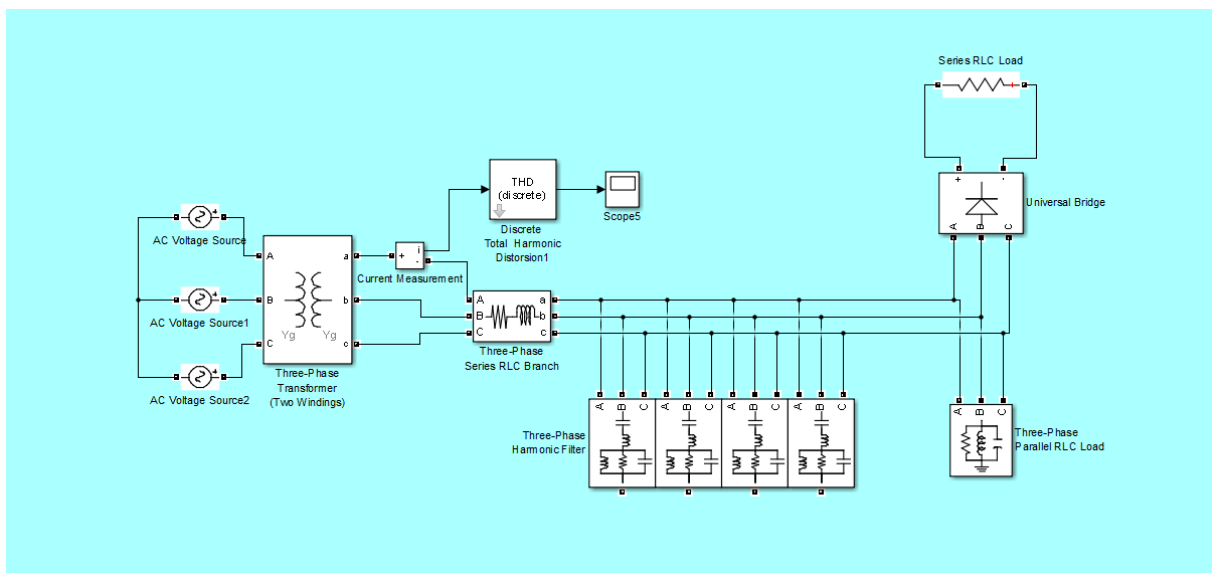 Series RLC Load
+
-
A
B
C
Universal Bridge
THD
(discrete)
Discrete
Total Harmonic
Distorsion1
Scope5
+
AC Voltage Source
+
AC Voltage Source1
+
AC Voltage Source2
A
B
C
a
b
c
Yg
Yg
Three-Phase
Transformer
(Two Windings)
+
i
-
Current Measurement
A
B
C
a
b
c
Three-Phase
Series RLC Branch
A
B
C
A
B
C
A
B
C
A
B
C
Three-Phase
Harmonic Filter
A
B
C
Three-Phase
Parallel RLC Load